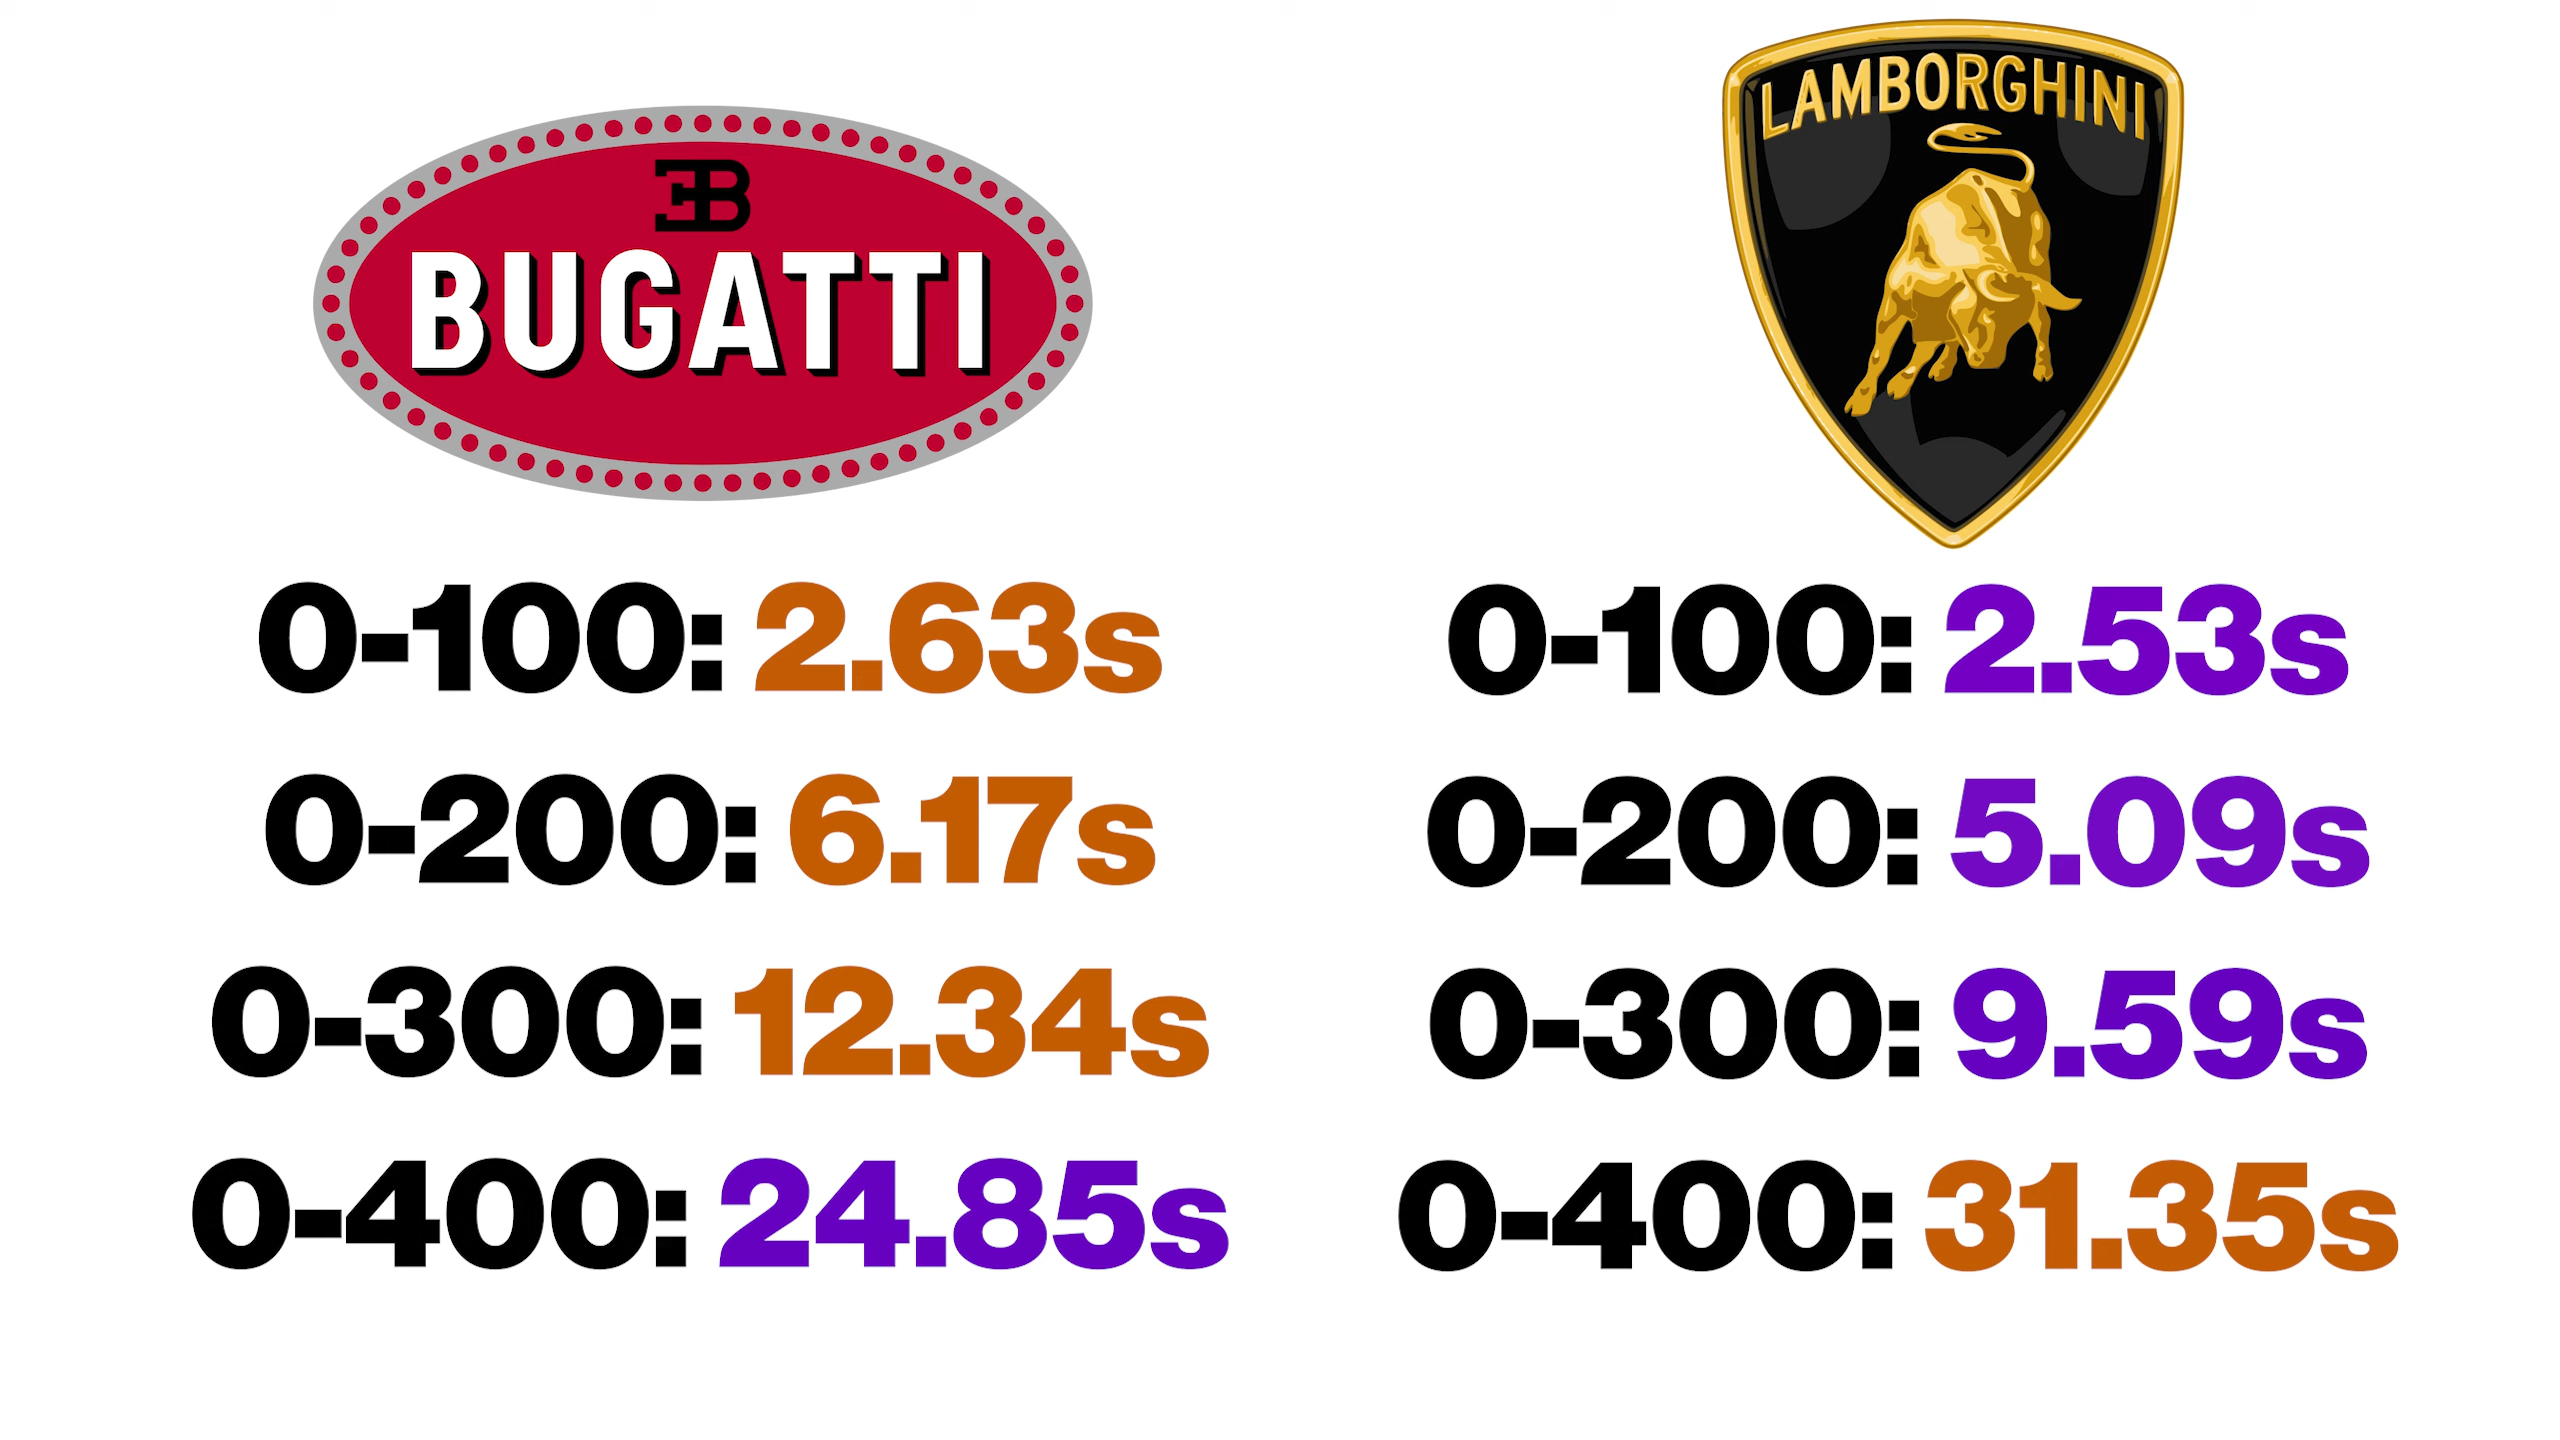 EB
BUGATTI
0-100: 2.63s
0-200: 6.17s
0-300: 12.34s
0-400: 24.85s
LAMBORGHINI
0-100: 2.53s
0-200: 5.09s
0-300: 9.59s
0-400: 31.35s